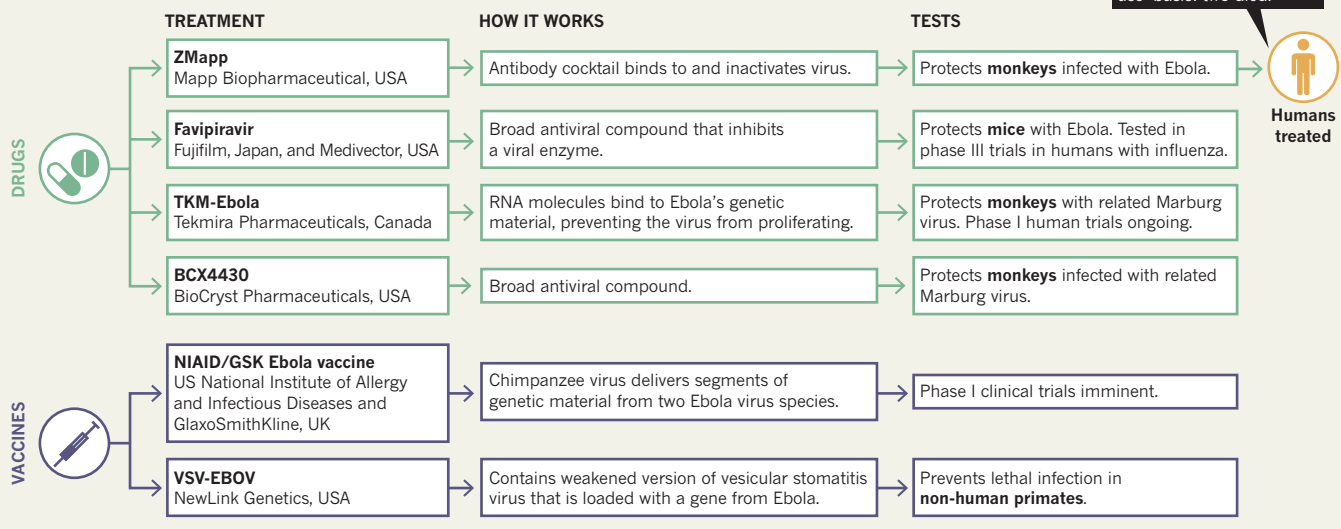 TREATMENT
HOW IT WORKS
TESTS
DRUGS
ZMapp
Mapp Biopharmaceutical, USA
Antibody cocktail binds to and inactivates virus.
Protects monkeys infected with Ebola.
Humans
treated
Favipiravir
Fujifilm, Japan, and Medivector, USA
Broad antiviral compound that inhibits
a viral enzyme.
Protects mice with Ebola. Tested in
phase III trials in humans with influenza.
TKM-Ebola
Tekmira Pharmaceuticals, Canada
RNA molecules bind to Ebola’s genetic
material, preventing the virus from proliferating.
Protects monkeys with related Marburg
virus. Phase I human trials ongoing.
BCX4430
BioCryst Pharmaceuticals, USA
Broad antiviral compound.
Protects monkeys infected with related
Marburg virus.
VACCINES
NIAID/GSK Ebola vaccine
US National Institute of Allergy
and Infectious Diseases and
GlaxoSmithKline, UK
Chimpanzee virus delivers segments of
genetic material from two Ebola virus species.
Phase I clinical trials imminent.
VSV-EBOV
NewLink Genetics, USA
Contains weakened version of vesicular stomatitis
virus that is loaded with a gene from Ebola.
Prevents lethal infection in
non-human primates.